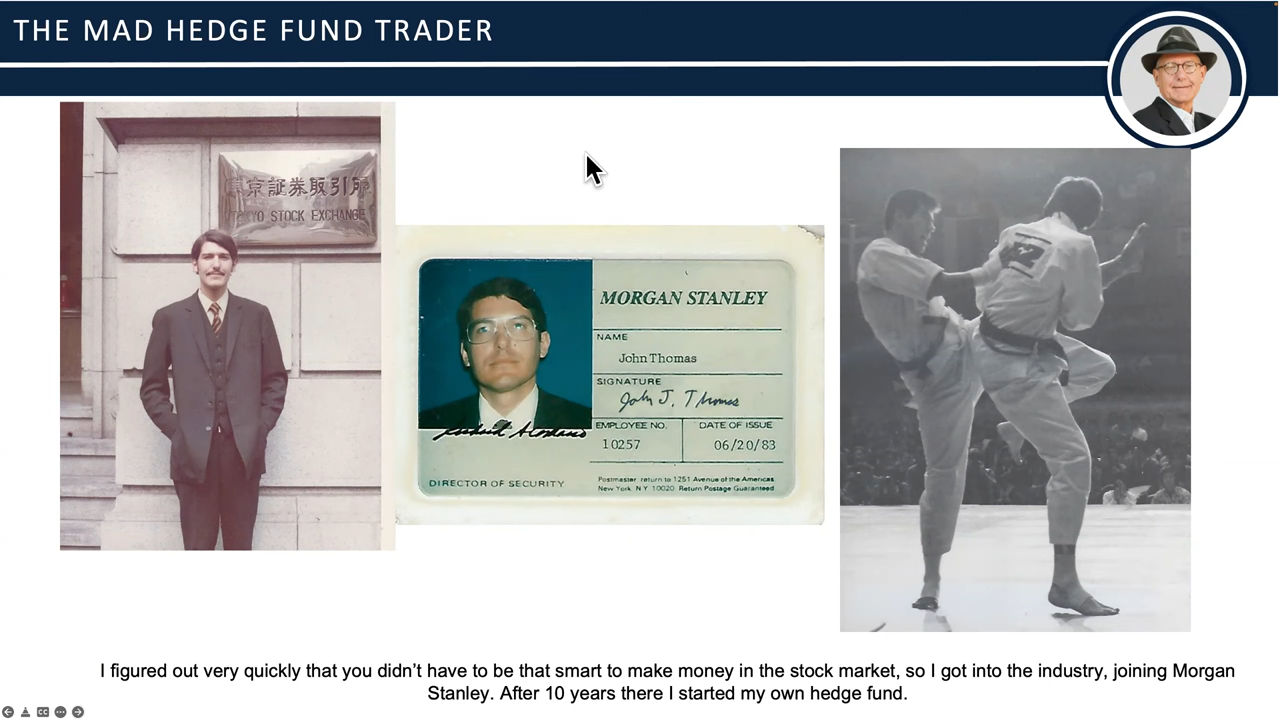 THE MAD HEDGE FUND TRADER
東京証券取引所
TOKYO STOCK EXCHANGE
MORGAN STANLEY
NAME
John Thomas
SIGNATURE
John J. Thomas
EMPLOYEE NO.
DATE OF ISSUE
10257
06/20/83
DIRECTOR OF SECURITY
Postmaster return to 1251 Avenue of the Americas
New York, N.Y. 10020 Return Postage Guaranteed
I figured out very quickly that you didn’t have to be that smart to make money in the stock market, so I got into the industry, joining Morgan
Stanley. After 10 years there I started my own hedge fund.
CC